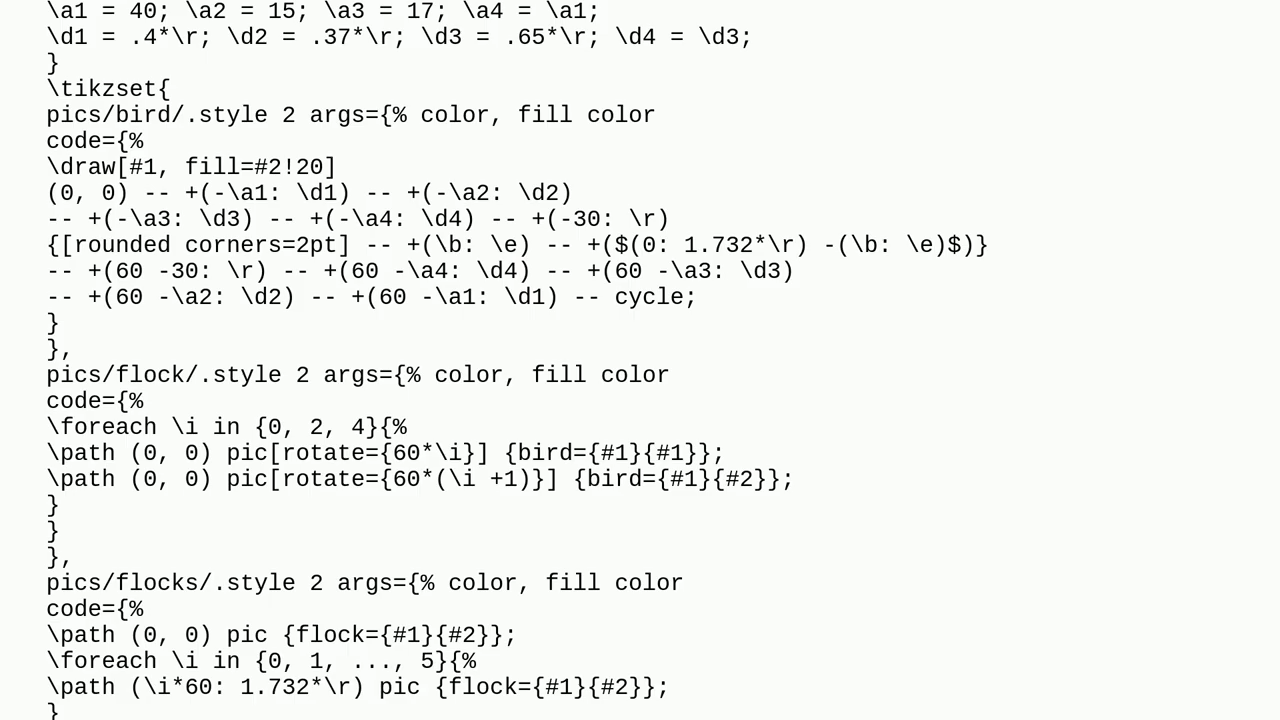 \a1 = 40; \a2 = 15; \a3 = 17; \a4 = \a1;
\d1 = .4*\r; \d2 = .37*\r; \d3 = .65*\r; \d4 = \d3;
}
\tikzset{
pics/bird/.style 2 args={% color, fill color
code={%
\draw[#1, fill=#2!20]
(0, 0) -- +(-\a1: \d1) -- +(-\a2: \d2)
-- +(-\a3: \d3) -- +(-\a4: \d4) -- +(-30: \r)
{[rounded corners=2pt] -- +(\b: \e) -- +($(0: 1.732*\r) -(\b: \e)$)}
-- +(60 -30: \r) -- +(60 -\a4: \d4) -- +(60 -\a3: \d3)
-- +(60 -\a2: \d2) -- +(60 -\a1: \d1) -- cycle;
}
},
pics/flock/.style 2 args={% color, fill color
code={%
\foreach \i in {0, 2, 4}{%
\path (0, 0) pic[rotate={60*\i}] {bird={#1}{#1}};
\path (0, 0) pic[rotate={60*(\i +1)}] {bird={#1}{#2}};
}
}
},
pics/flocks/.style 2 args={% color, fill color
code={%
\path (0, 0) pic {flock={#1}{#2}};
\foreach \i in {0, 1, ..., 5}{%
\path (\i*60: 1.732*\r) pic {flock={#1}{#2}};
}